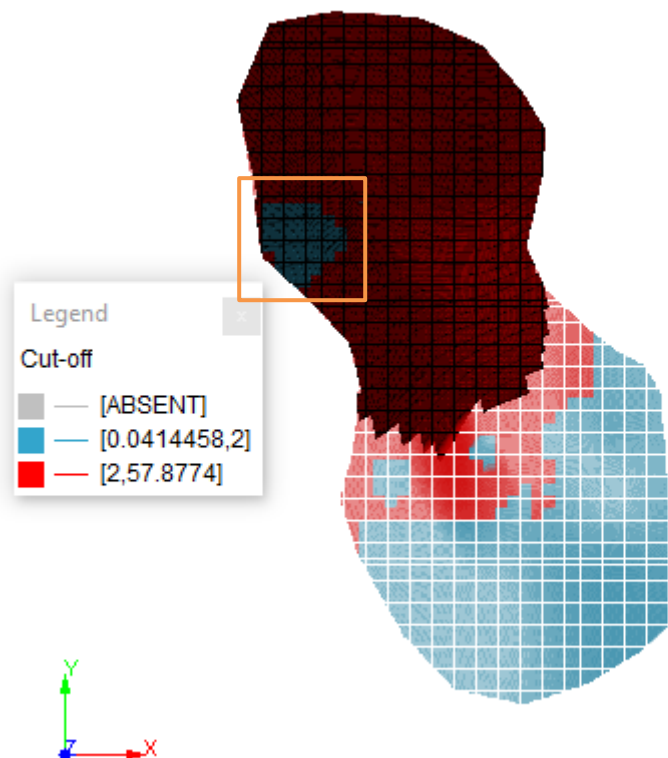 Legend
x
Cut-off
[ABSENT]
[0.0414458,2]
[2,57.8774]
Y
Z
X